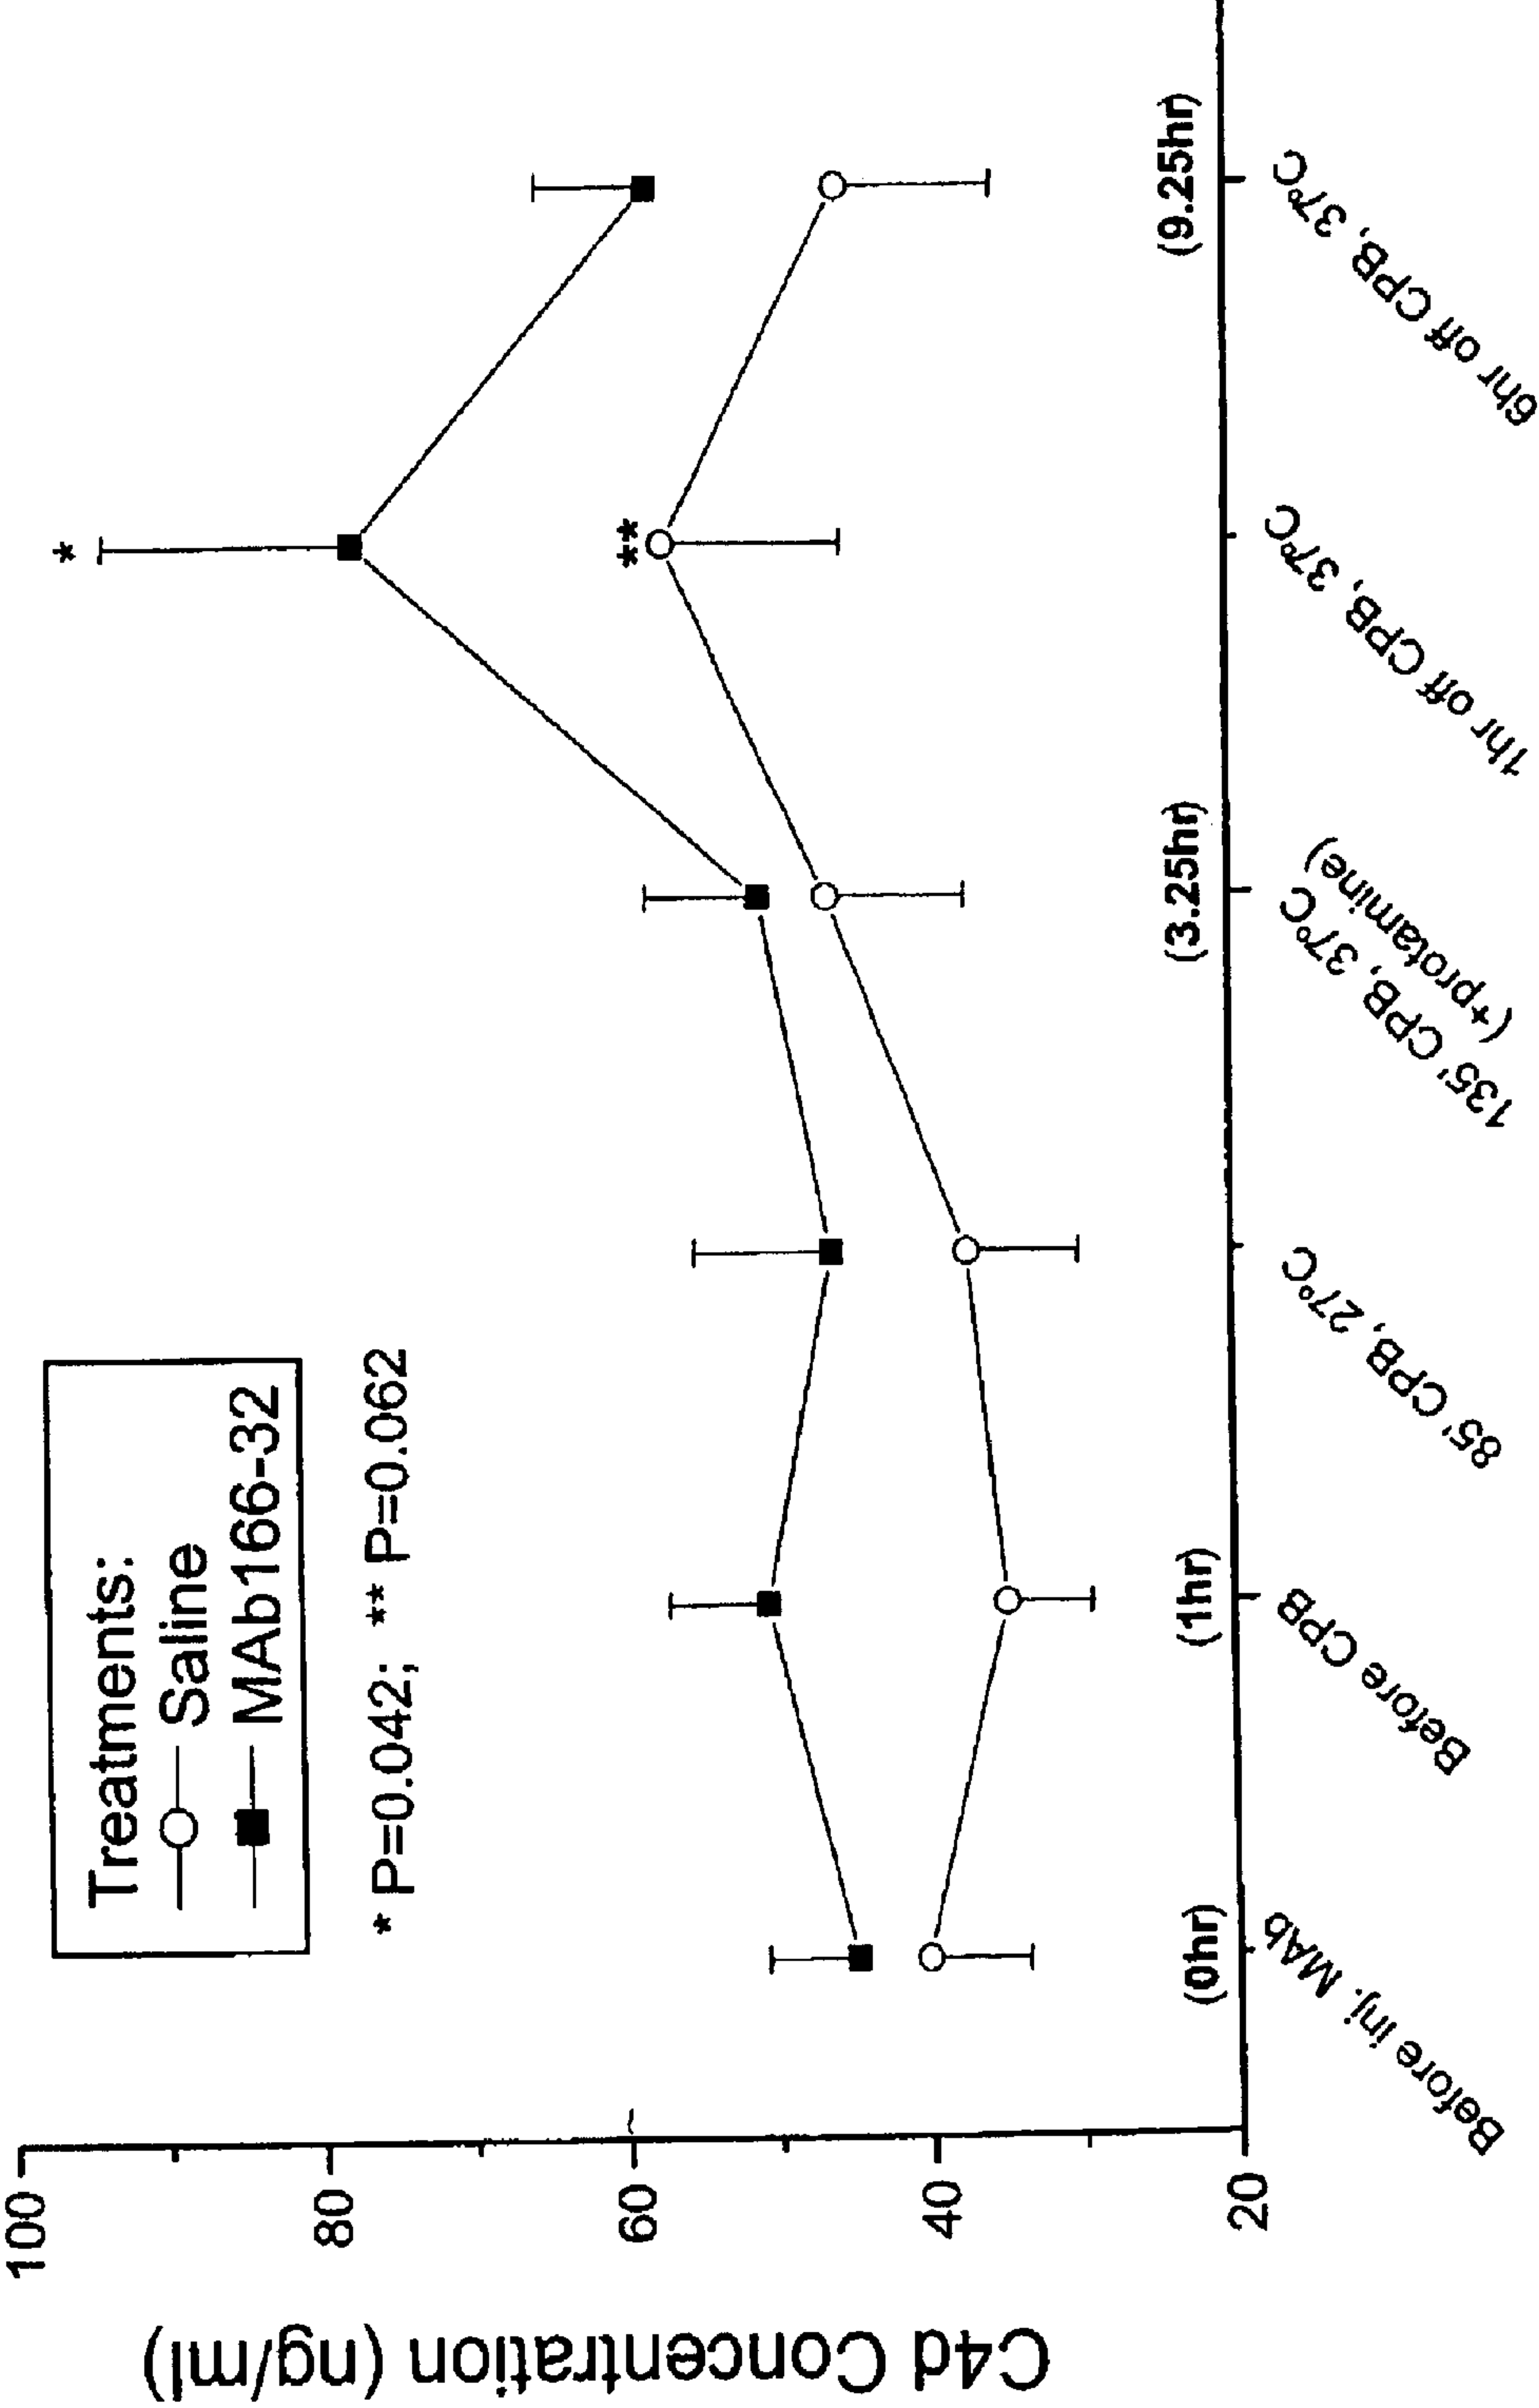 C4d Concentration (ng/ml)
100
80
60
40
20
Treatments:
Saline
MAb166-32
* P=0.042; ** P=0.062
*
**
(0hr)
(1hr)
(3.25hr)
(9.25hr)
Before inj. MAb
Before CPB
85' CPB, 27°C
135' CPB, 37°C
(+protamine)
1hr off CPB, 37°C
6hr off CPB, 37°C